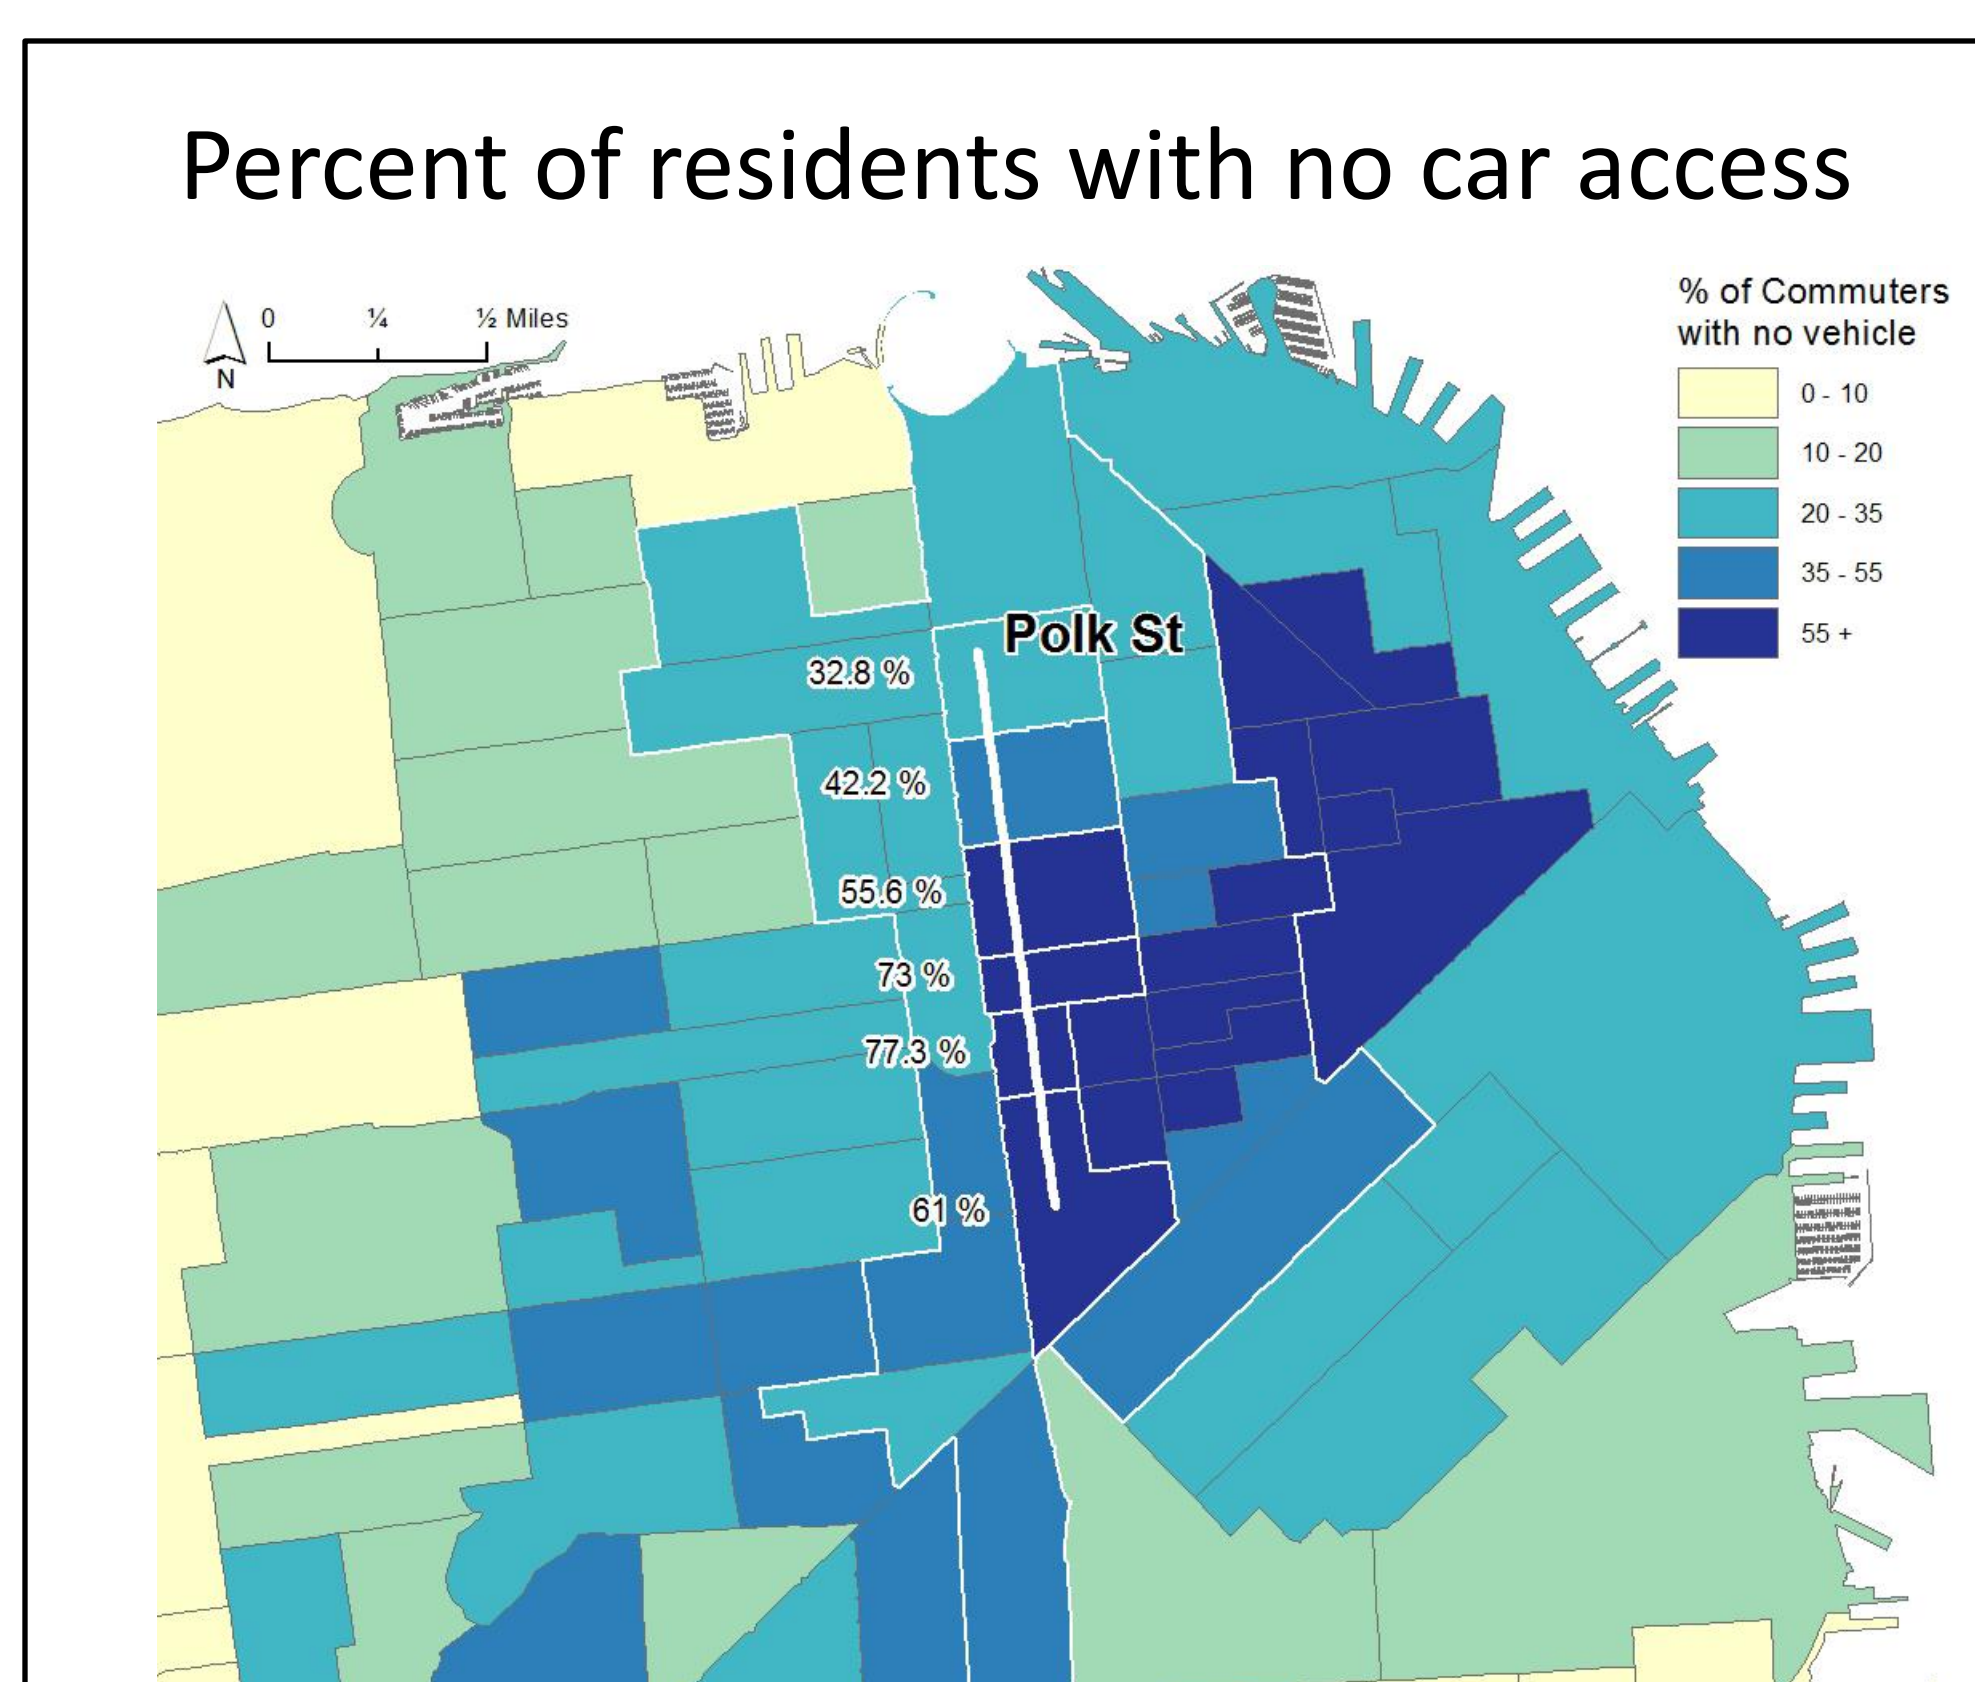 Percent of residents with no car access
0 ¼ ½ Miles
N
% of Commuters
with no vehicle
0 - 10
10 - 20
20 - 35
35 - 55
55 +
Polk St
32.8 %
42.2 %
55.6 %
73 %
77.3 %
61 %